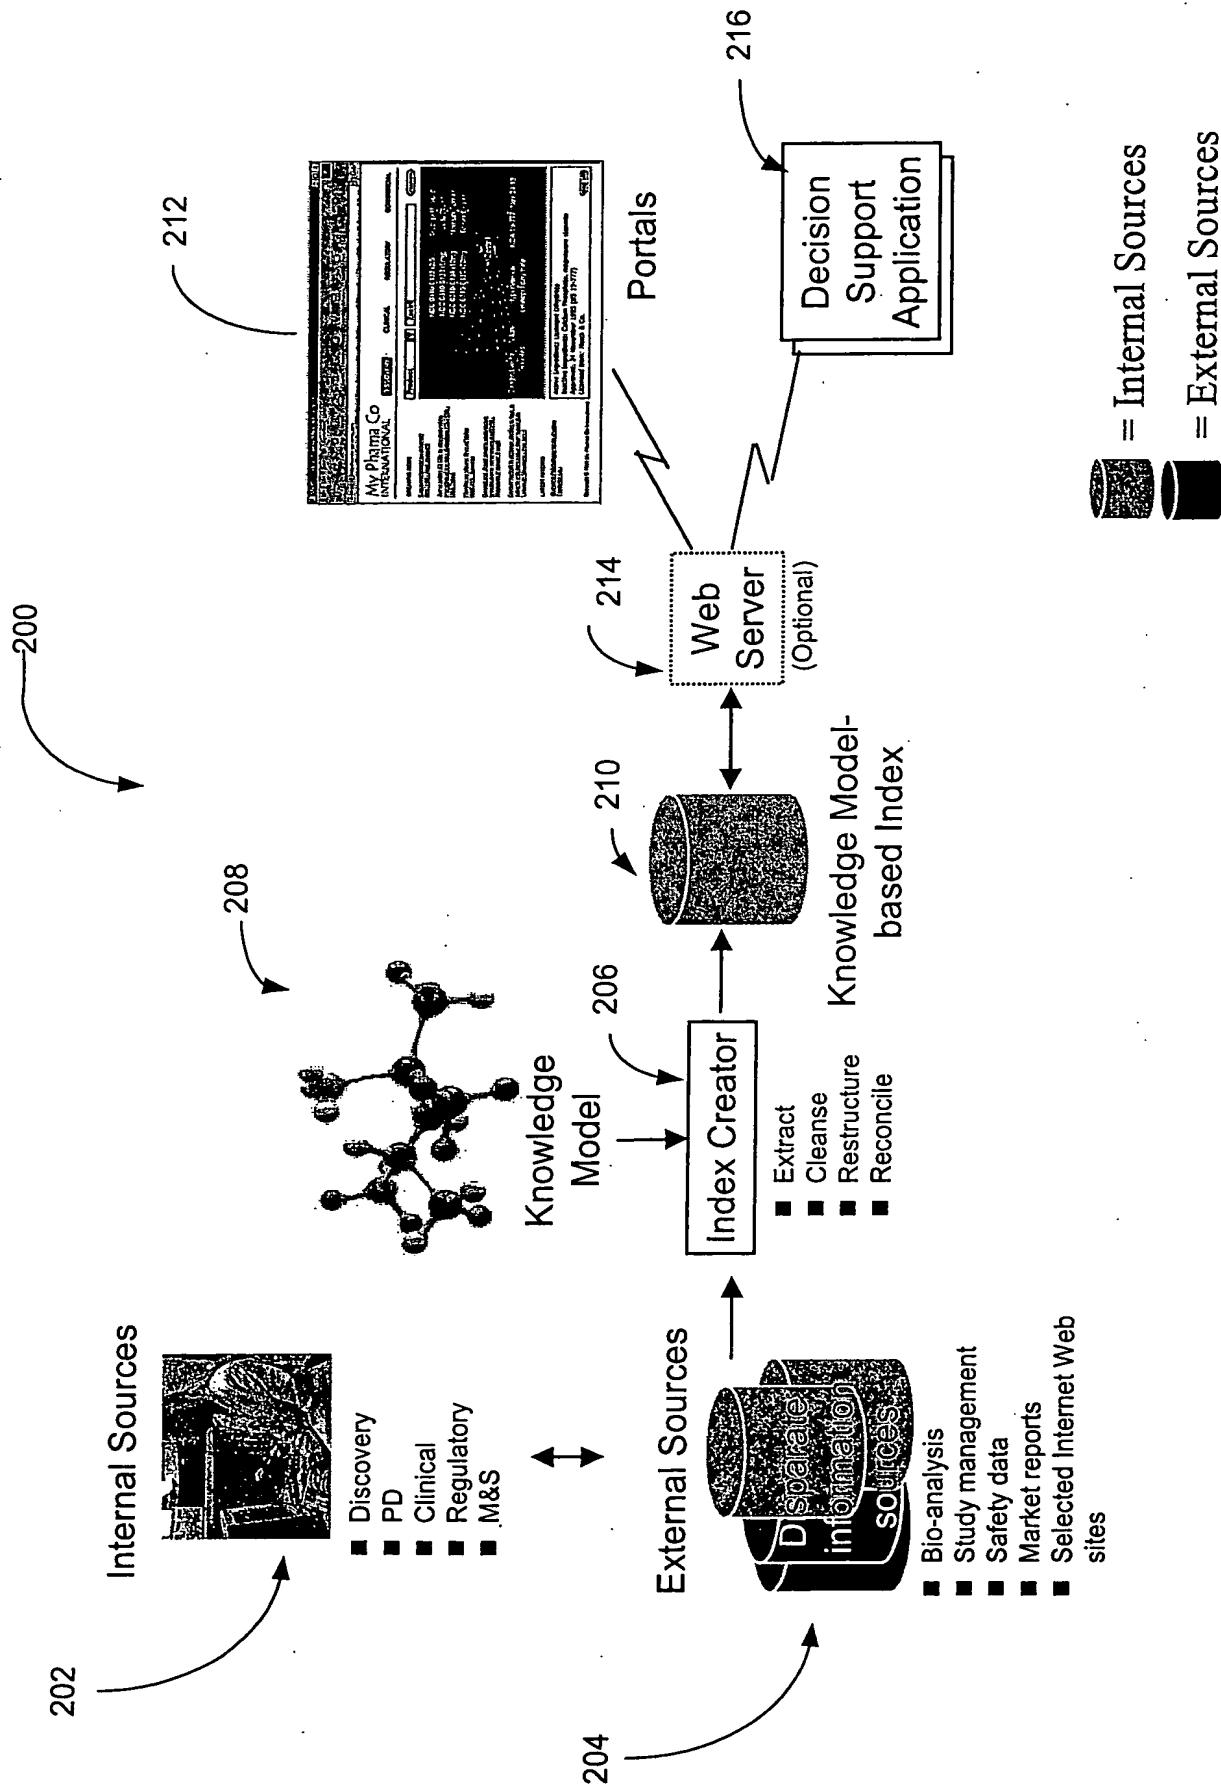 200
202
Internal Sources
Discovery
PD
Clinical
Regulatory
M&S
204
External Sources
Disparate
information
sources
Bio-analysis
Study management
Safety data
Market reports
Selected Internet Web
sites
208
Knowledge
Model
206
Index Creator
Extract
Cleanse
Restructure
Reconcile
210
Knowledge Model-
based Index
214
Web
Server
(Optional)
212
My Phama Co
INTERNATIONAL
CLINICAL
REGULATORY
Portals
216
Decision
Support
Application
= Internal Sources
= External Sources